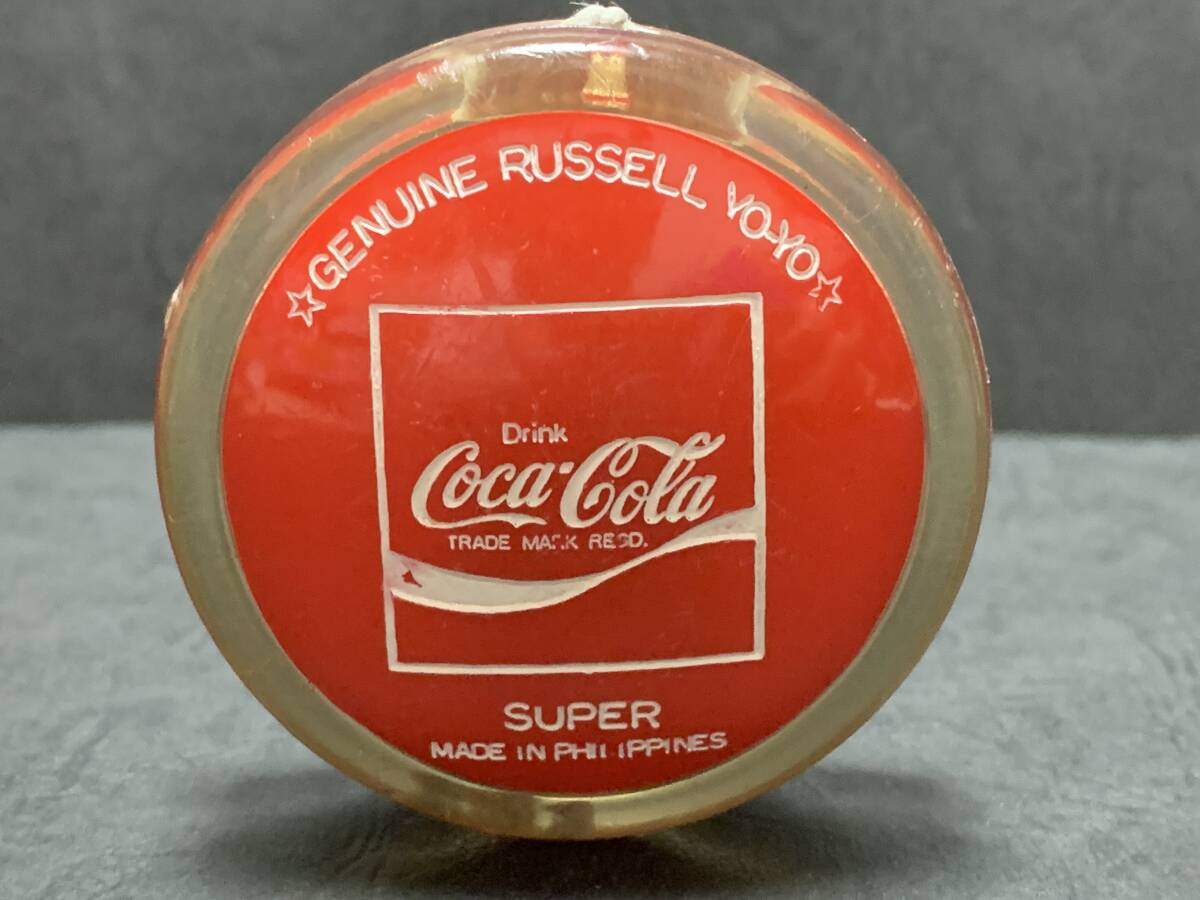 ☆GENUINE RUSSELL YO-YO☆
Drink
Coca-Cola
TRADE MARK REGD.
SUPER
MADE IN PHILIPPINES